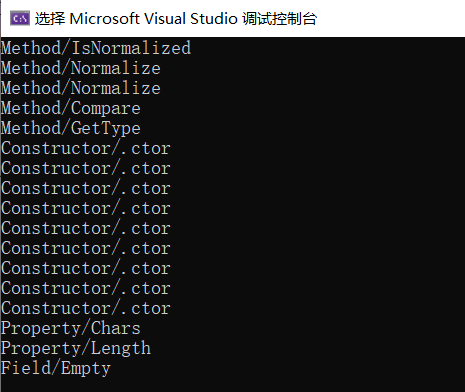 选择 Microsoft Visual Studio 调试控制台
Method/IsNormalized
Method/Normalize
Method/Normalize
Method/Compare
Method/GetType
Constructor/.ctor
Constructor/.ctor
Constructor/.ctor
Constructor/.ctor
Constructor/.ctor
Constructor/.ctor
Constructor/.ctor
Constructor/.ctor
Constructor/.ctor
Property/Chars
Property/Length
Field/Empty